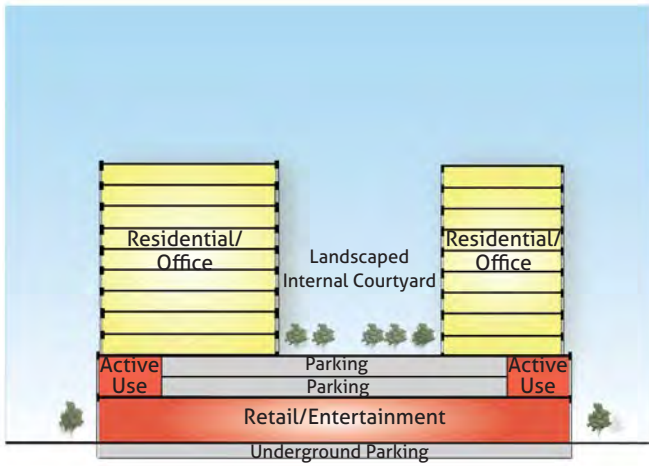 Residential/
Office
Landscaped
Internal Courtyard
Residential/
Office
Active
Use
Parking
Parking
Active
Use
Retail/Entertainment
Underground Parking